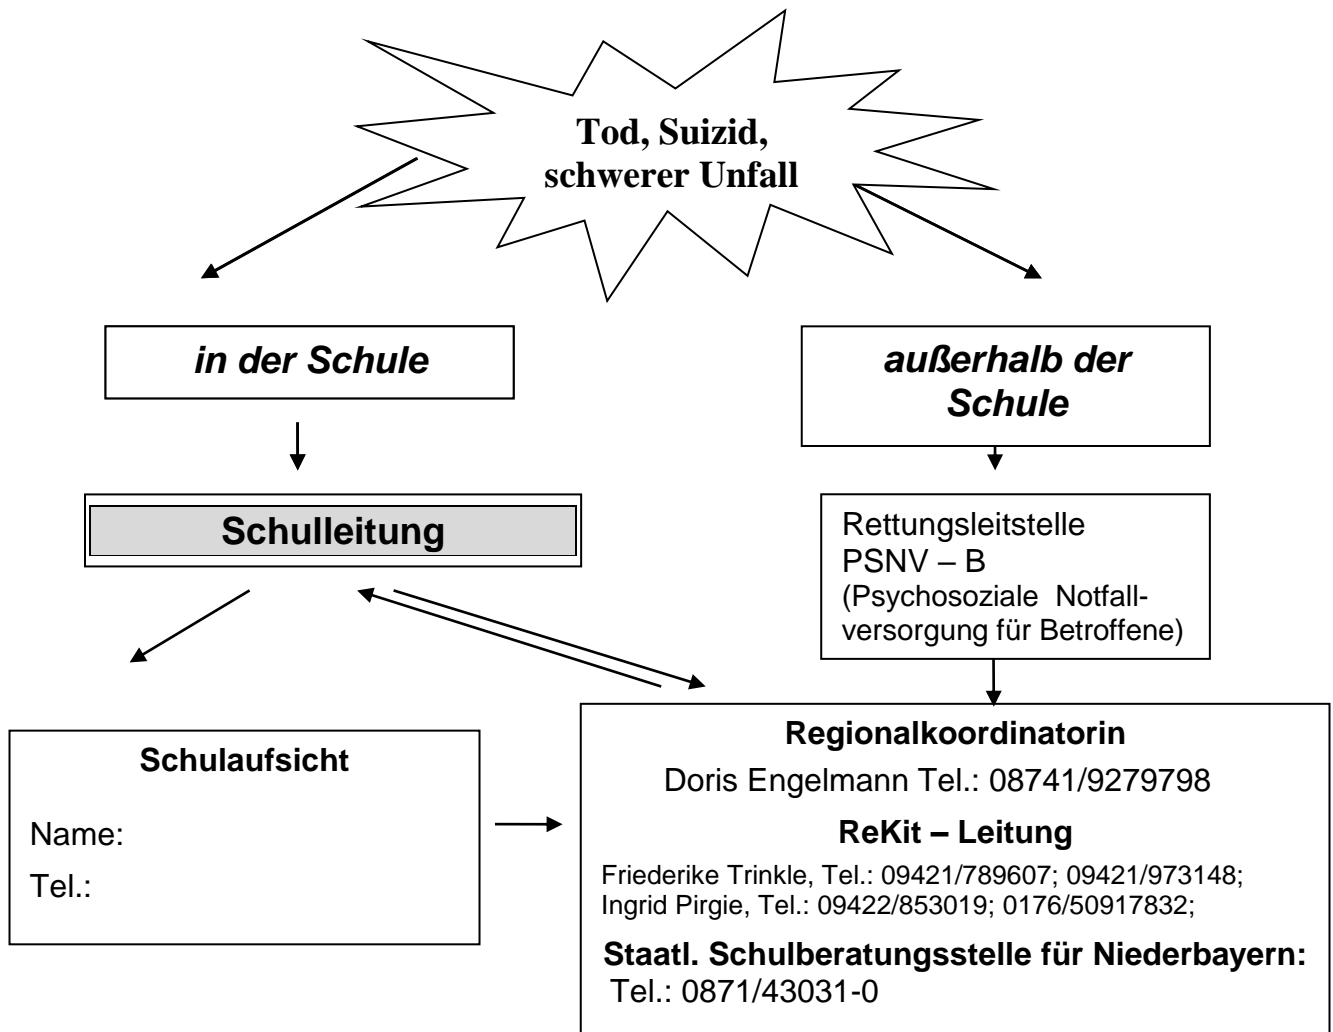 Tod, Suizid,
schwerer Unfall
in der Schule
außerhalb der
Schule
Schulleitung
Rettungsleitstelle
PSNV – B
(Psychosoziale Notfall-
versorgung für Betroffene)
Schulaufsicht
Name:
Tel.:
Regionalkoordinatorin
Doris Engelmann Tel.: 08741/9279798
ReKit – Leitung
Friederike Trinkle, Tel.: 09421/789607; 09421/973148;
Ingrid Pirgie, Tel.: 09422/853019; 0176/50917832;
Staatl. Schulberatungsstelle für Niederbayern:
Tel.: 0871/43031-0